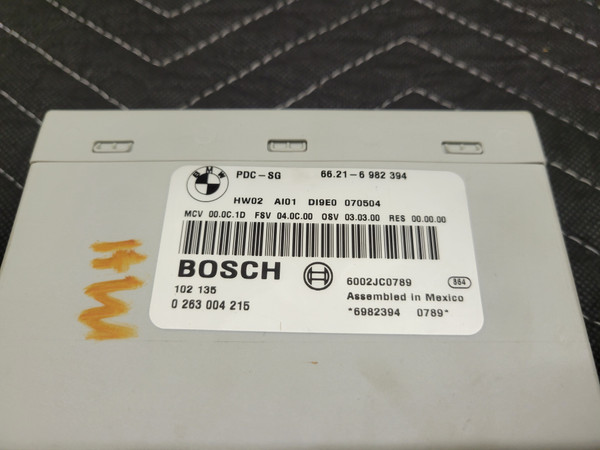 BMW PDC-SG 66.21-6 982 394
HW02 AI01 DI9E0 070504
MCV 00.0C.1D FSV 04.0C.00 OSV 03.03.00 RES 00.00.00
BOSCH 6002JC0789 864
102 135 Assembled in Mexico
0 263 004 215 *6982394 0789*